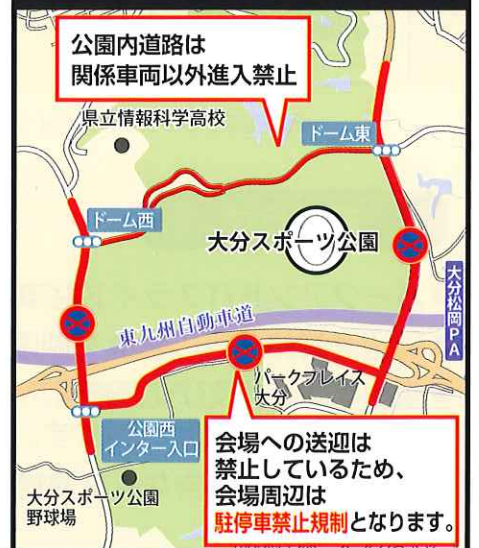 公園内道路は
関係車両以外進入禁止
県立情報科学高校
ドーム東
ドーム西
大分スポーツ公園
大分松岡PA
東九州自動車道
パークプレイス
大分
公園西
インター入口
会場への送迎は
禁止しているため、
会場周辺は
駐停車禁止規制となります。
大分スポーツ公園
野球場